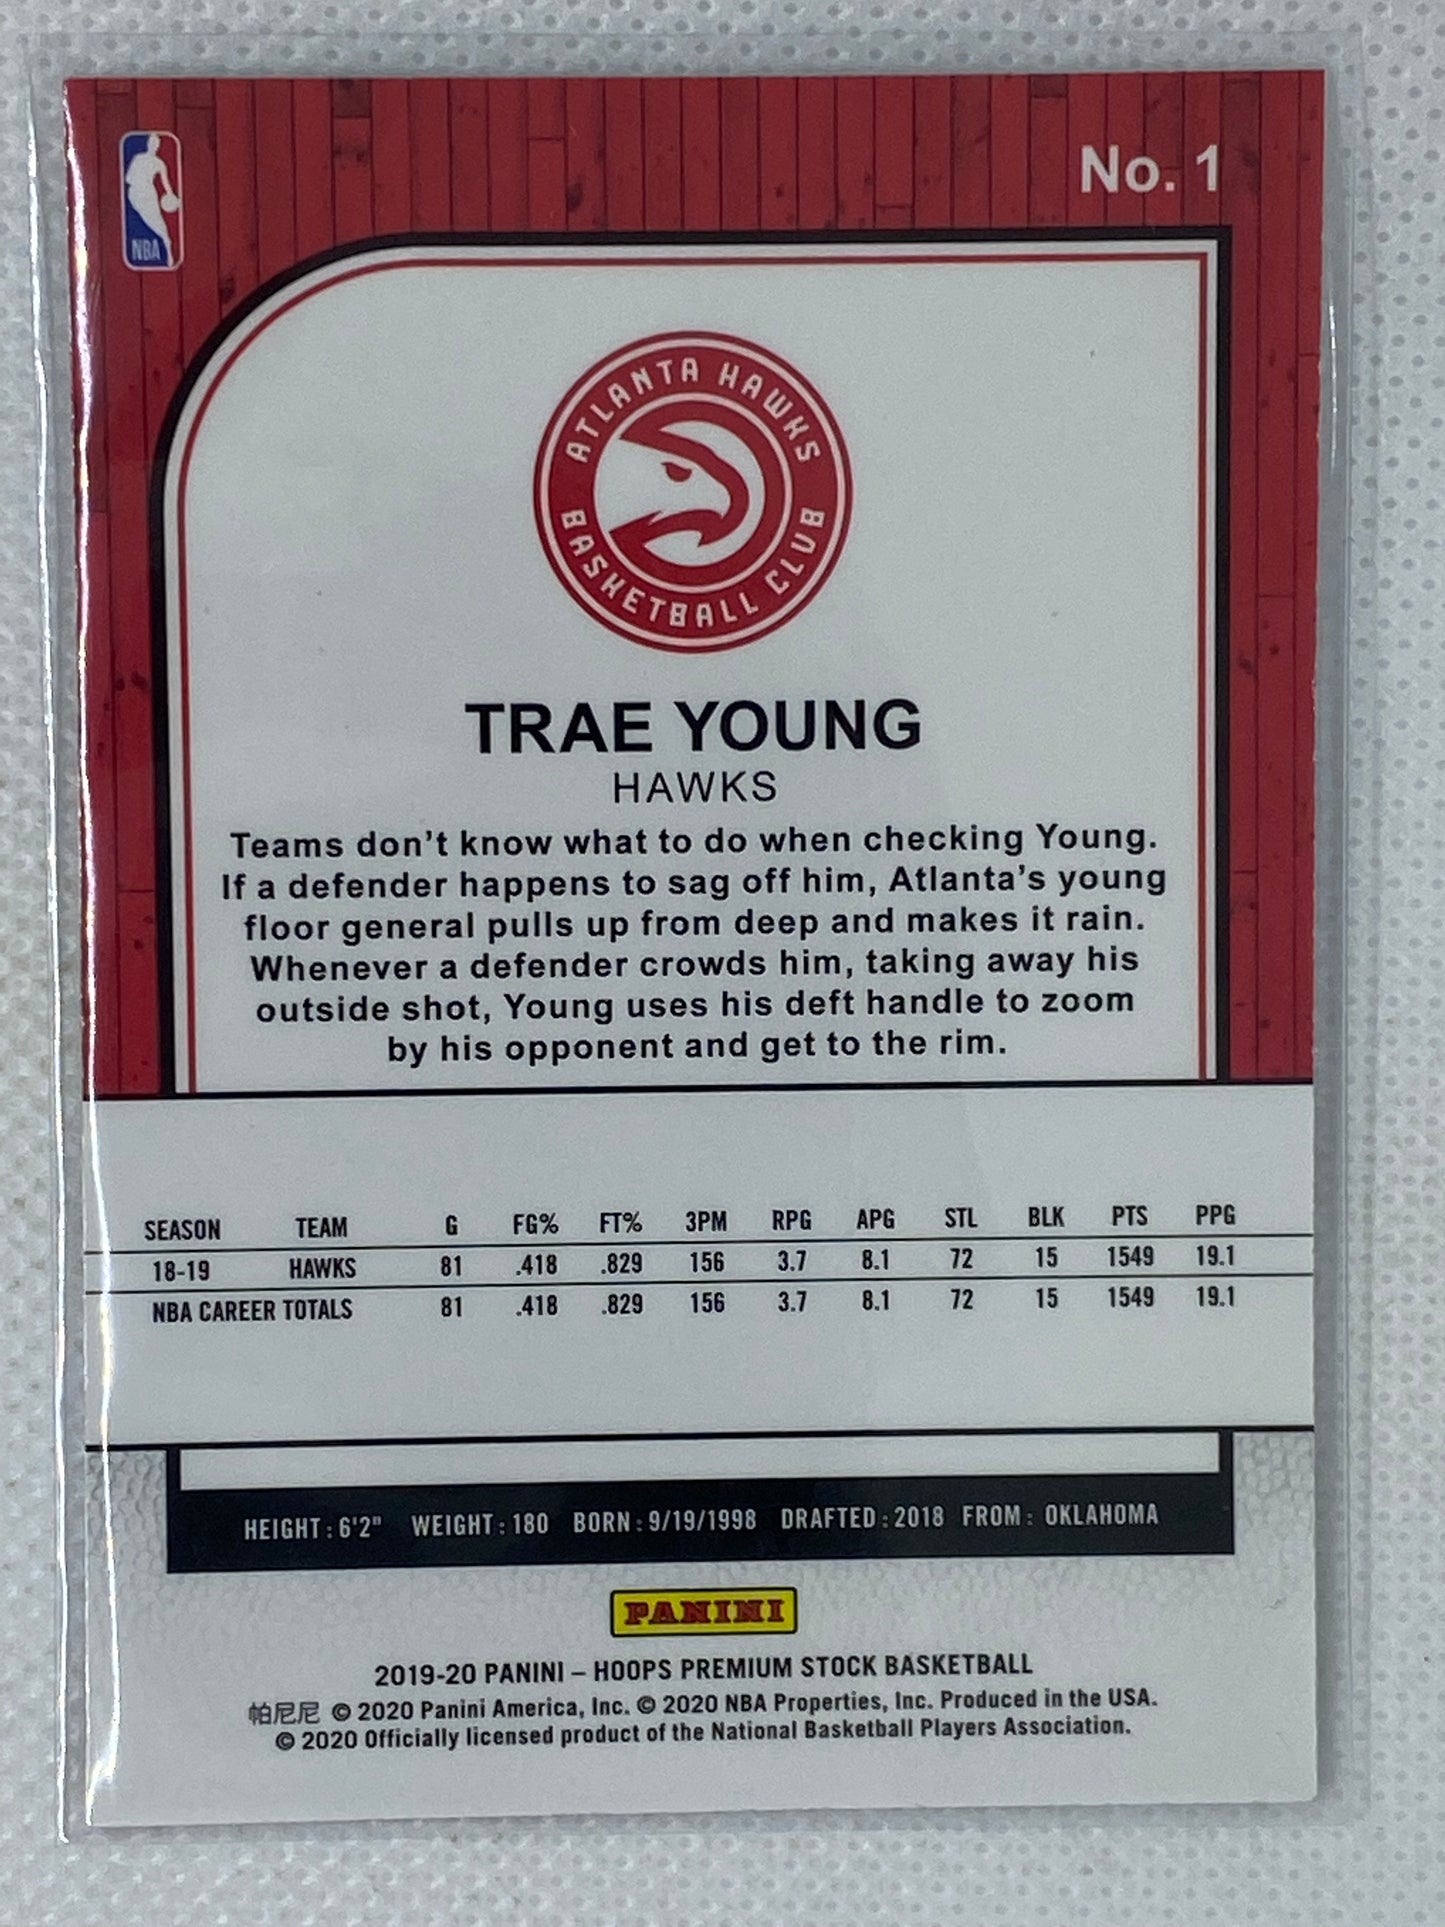 No. 1
NBA
ATLANTA HAWKS
BASKETBALL CLUB
TRAE YOUNG
HAWKS
Teams don't know what to do when checking Young.
If a defender happens to sag off him, Atlanta's young
floor general pulls up from deep and makes it rain.
Whenever a defender crowds him, taking away his
outside shot, Young uses his deft handle to zoom
by his opponent and get to the rim.
SEASON TEAM G FG% FT% 3PM RPG APG STL BLK PTS PPG
18-19 HAWKS 81 .418 .829 156 3.7 8.1 72 15 1549 19.1
NBA CAREER TOTALS 81 .418 .829 156 3.7 8.1 72 15 1549 19.1
HEIGHT : 6'2" WEIGHT : 180 BORN : 9/19/1998 DRAFTED : 2018 FROM : OKLAHOMA
PANINI
2019-20 PANINI – HOOPS PREMIUM STOCK BASKETBALL
帕尼尼 © 2020 Panini America, Inc. © 2020 NBA Properties, Inc. Produced in the USA.
© 2020 Officially licensed product of the National Basketball Players Association.